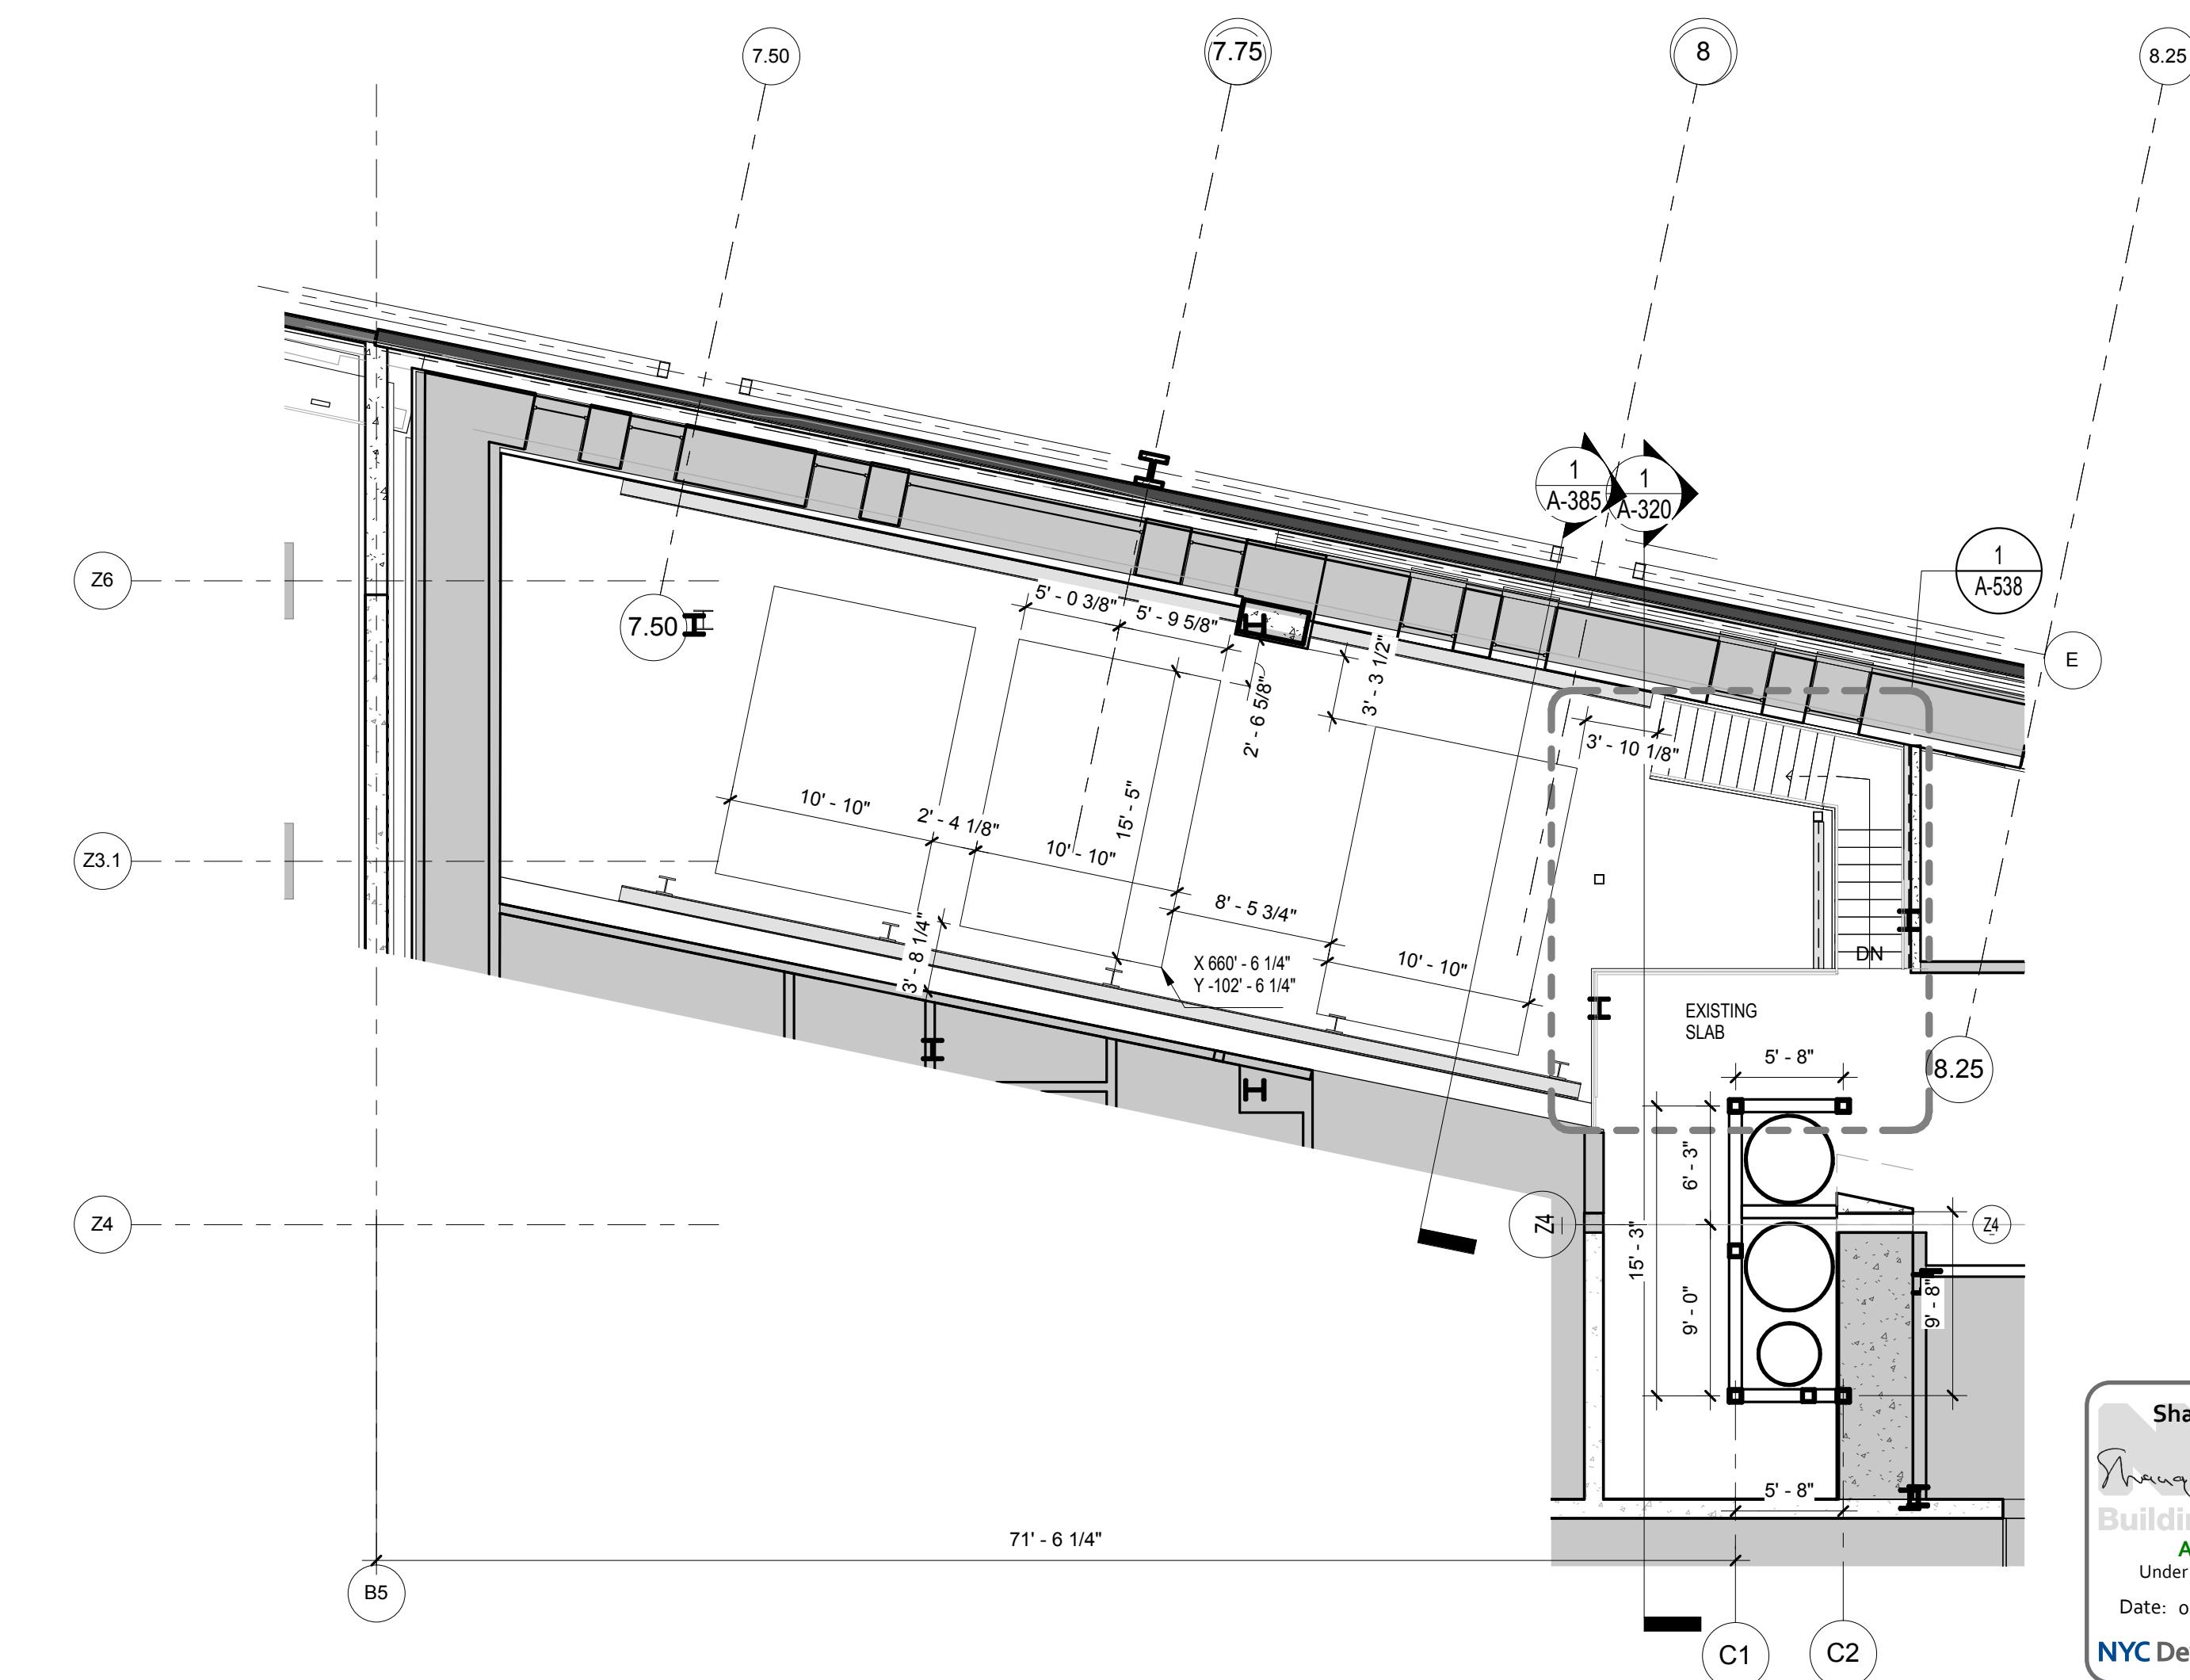 7.50
7.75
8
8.25
1
A-385
1
A-320
1
A-538
Z6
7.50
5' - 0 3/8"
5' - 9 5/8"
E
3' - 3 1/2"
2' - 6 5/8"
3' - 10 1/8"
10' - 10"
2' - 4 1/8"
15' - 5"
10' - 10"
Z3.1
8' - 5 3/4"
3' - 8 1/4"
X 660' - 6 1/4"
Y -102' - 6 1/4"
10' - 10"
DN
EXISTING
SLAB
5' - 8"
8.25
6' - 3"
Z4
Z4
Z4
15' - 3"
9' - 0"
9' - 8"
5' - 8"
71' - 6 1/4"
B5
C1
C2
Sha
Buildin
A
Under
Date: 0
NYC De